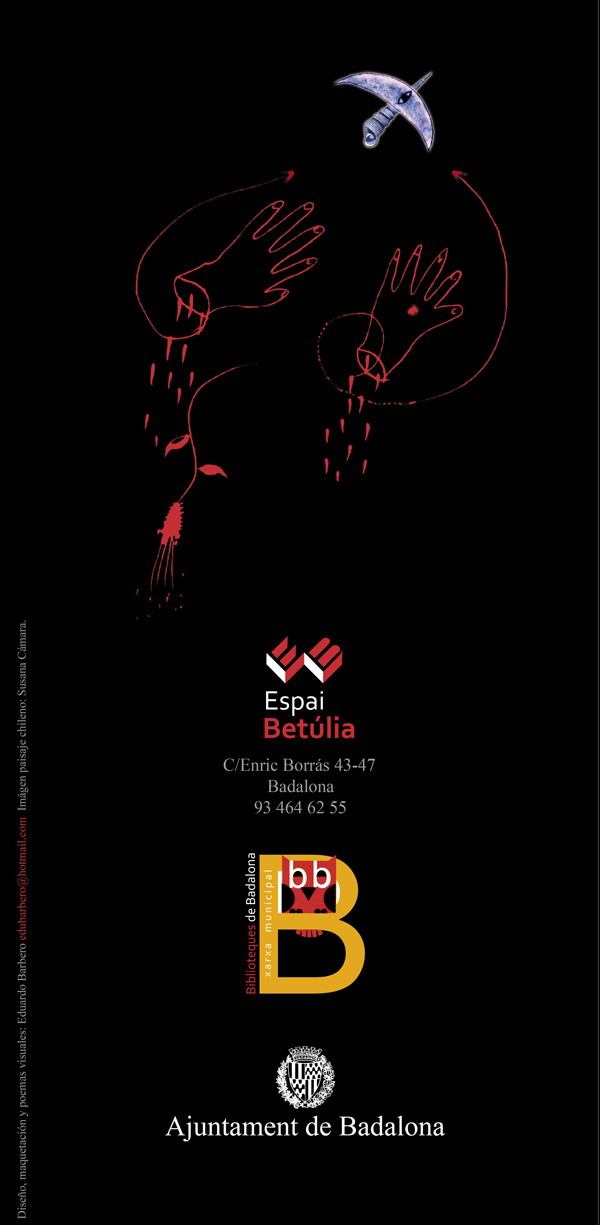 Espai
Betúlia
C/Enric Borrás 43-47
Badalona
93 464 62 55
Biblioteques de Badalona
xarxa municipal
bb
B
Ajuntament de Badalona
Diseño, maquetación y poemas visuales: Eduardo Barbero edubarbero@hotmail.com Imágen paisaje chileno: Susana Cámara.